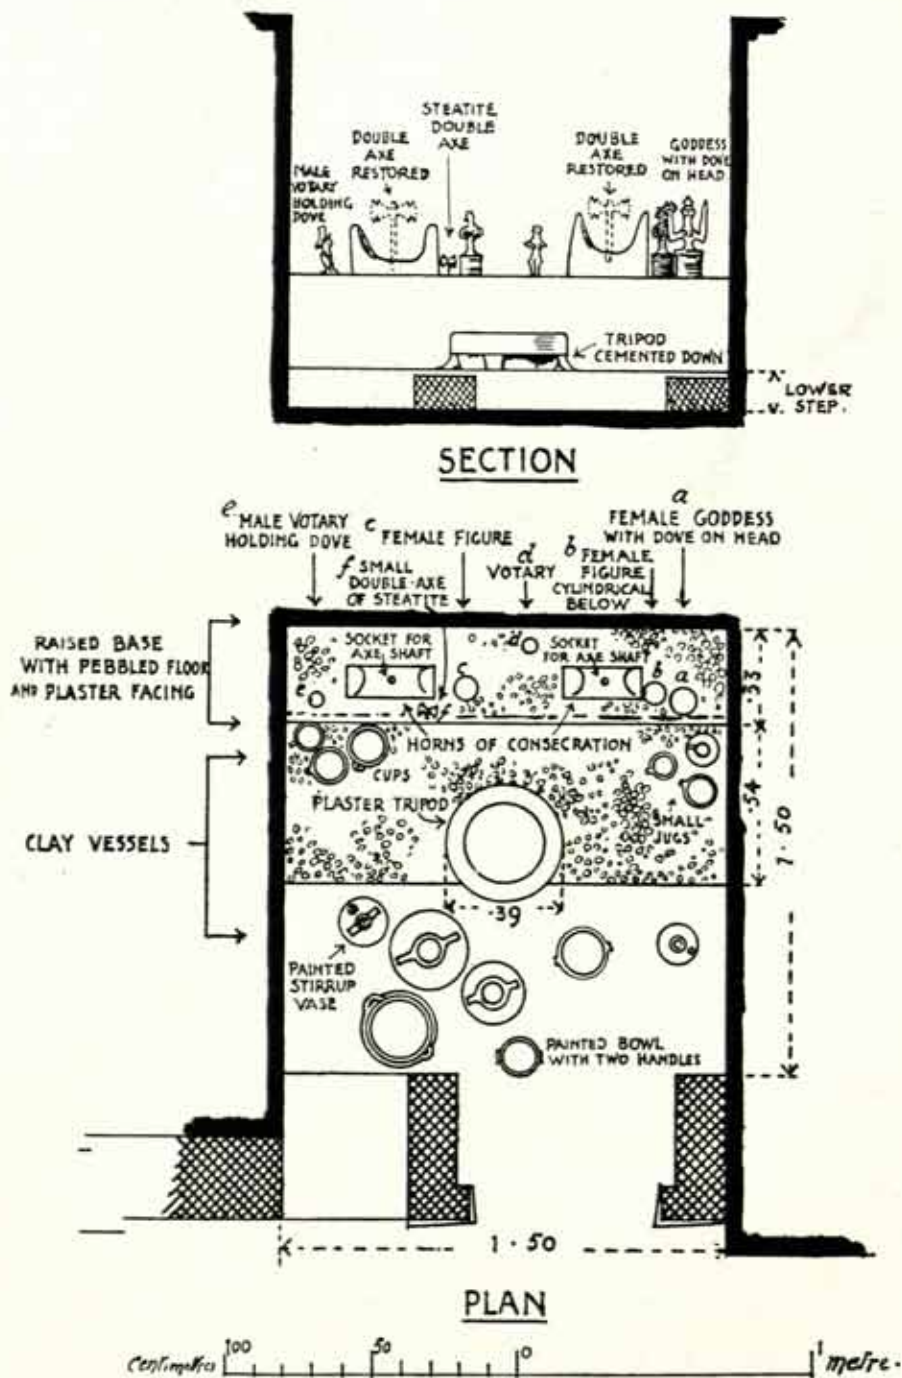 STEATITE
DOUBLE
AXE
DOUBLE
AXE
RESTORED
MALE
VOTARY
HOLDING
DOVE
DOUBLE
AXE
RESTORED
GODDESS
WITH DOVE
ON HEAD
TRIPOD
CEMENTED DOWN
LOWER
STEP.
SECTION
e MALE VOTARY
HOLDING DOVE
c FEMALE FIGURE
f SMALL
DOUBLE-AXE
OF STEATITE
d
VOTARY
b
FEMALE
FIGURE
CYLINDRICAL
BELOW
a
FEMALE GODDESS
WITH DOVE ON HEAD
RAISED BASE
WITH PEBBLED FLOOR
AND PLASTER FACING
SOCKET FOR
AXE SHAFT
d
SOCKET
FOR AXE SHAFT
e
c
b
a
f
.33
HORNS OF CONSECRATION
CUPS
PLASTER TRIPOD
SMALL
JUGS
.54
1.50
CLAY VESSELS
.39
PAINTED
STIRRUP
VASE
PAINTED BOWL
WITH TWO HANDLES
1.50
PLAN
Centimetres 100 50 0 1 metre.